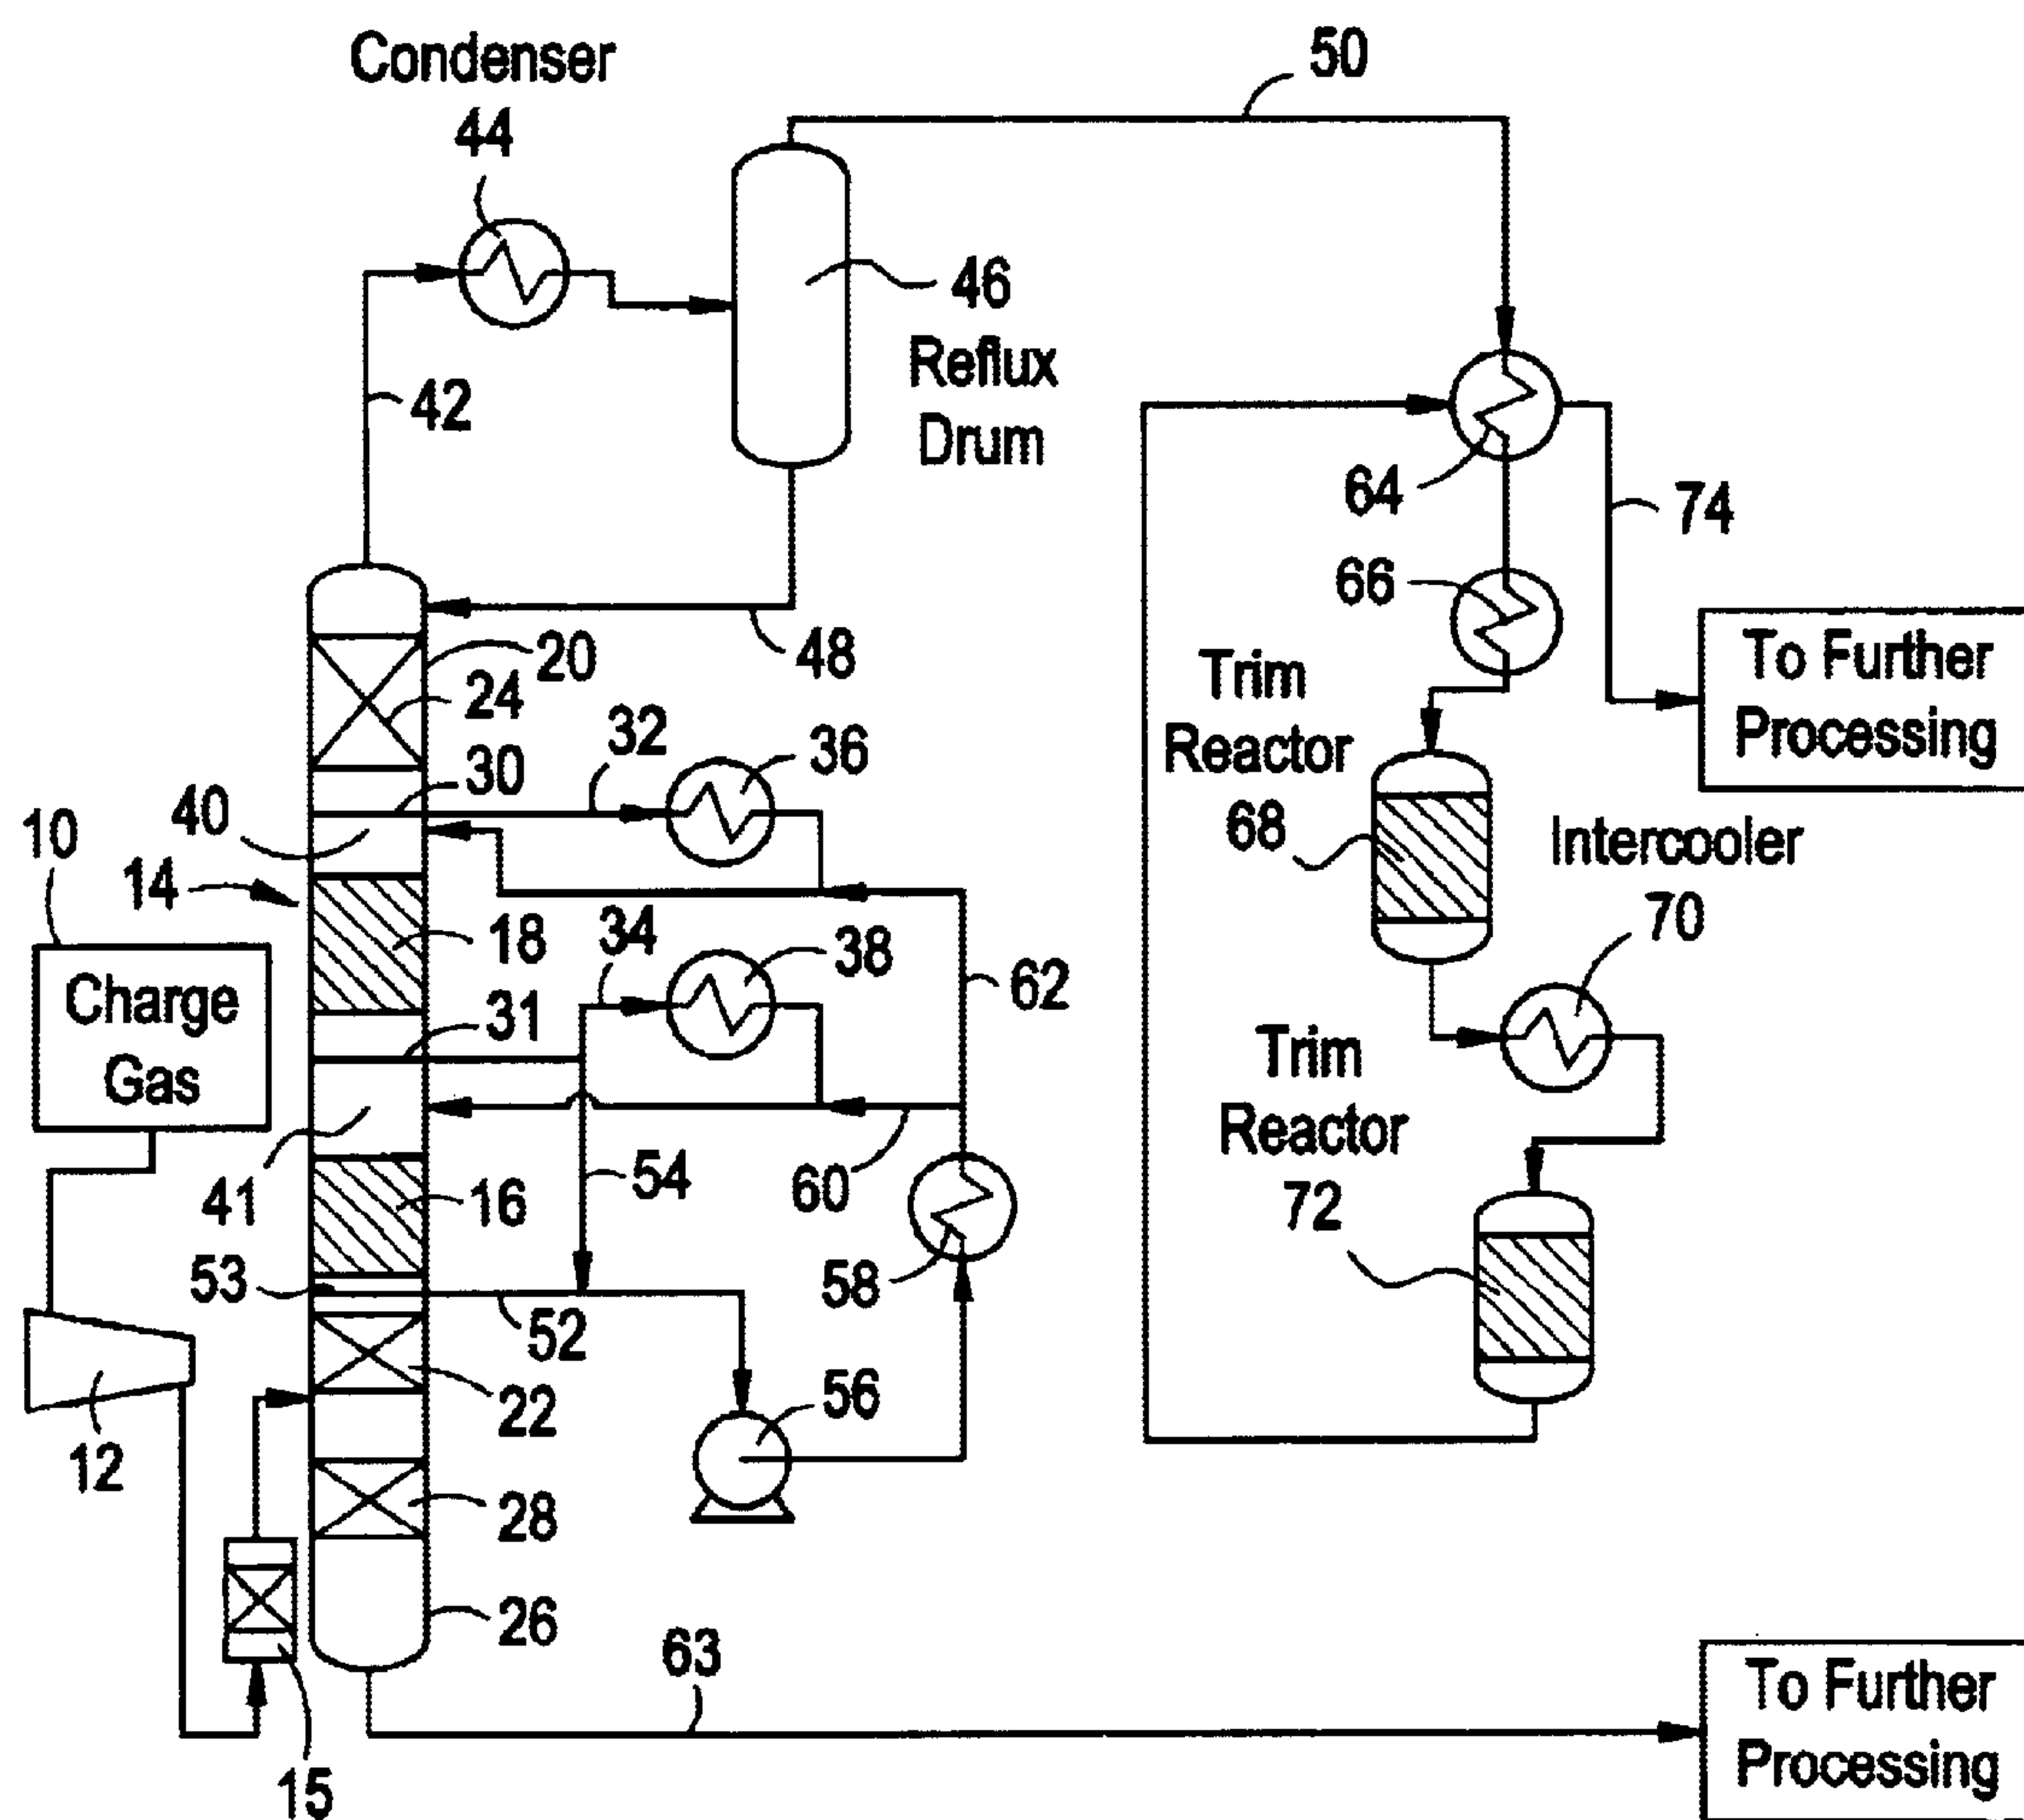 Condenser
44
50
46
Reflux
Drum
42
64
74
66
48
20
24
To Further
Processing
Trim
Reactor
68
30
32
36
10
40
14
Intercooler
70
18
34
38
62
Charge
Gas
31
Trim
Reactor
72
41
54
60
16
53
58
52
22
56
12
28
26
63
To Further
Processing
15